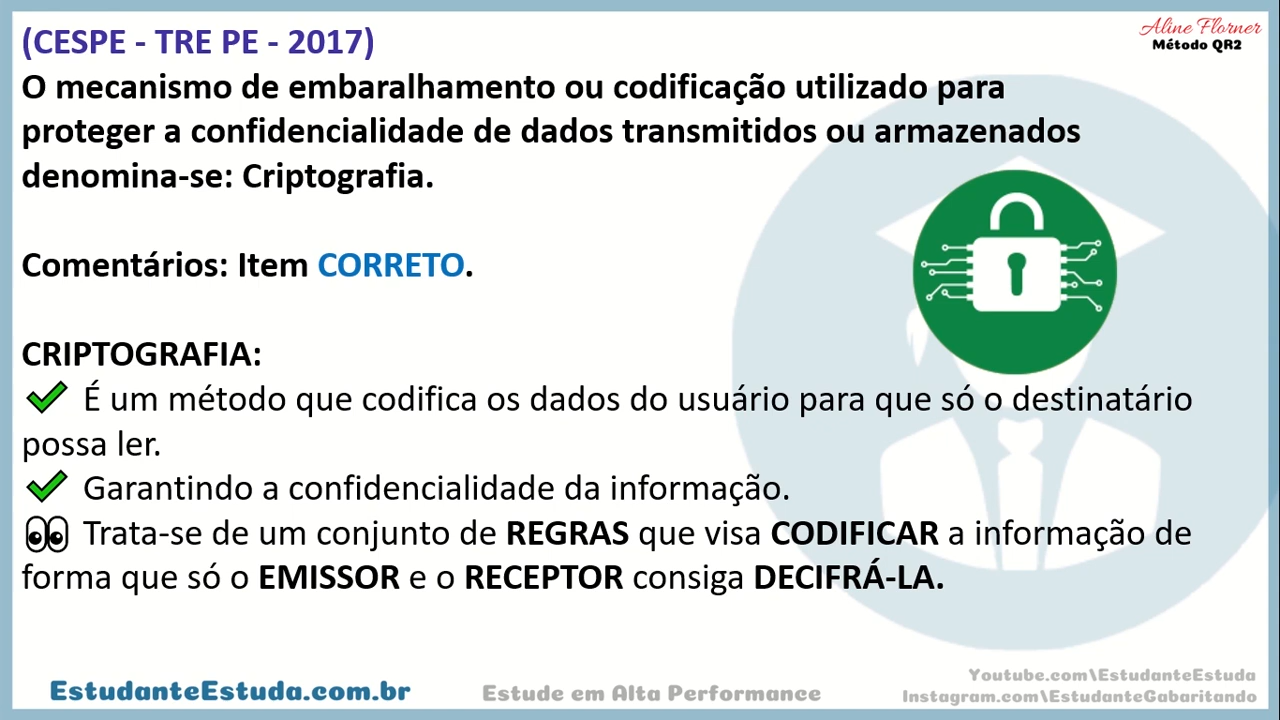 (CESPE - TRE PE - 2017)
Aline Florner
Método QR2
O mecanismo de embaralhamento ou codificação utilizado para
proteger a confidencialidade de dados transmitidos ou armazenados
denomina-se: Criptografia.
Comentários: Item CORRETO.
CRIPTOGRAFIA:
É um método que codifica os dados do usuário para que só o destinatário
possa ler.
Garantindo a confidencialidade da informação.
Trata-se de um conjunto de REGRAS que visa CODIFICAR a informação de
forma que só o EMISSOR e o RECEPTOR consiga DECIFRÁ-LA.
EstudanteEstuda.com.br
Estude em Alta Performance
Youtube.com\EstudanteEstuda
Instagram.com\EstudanteGabaritando